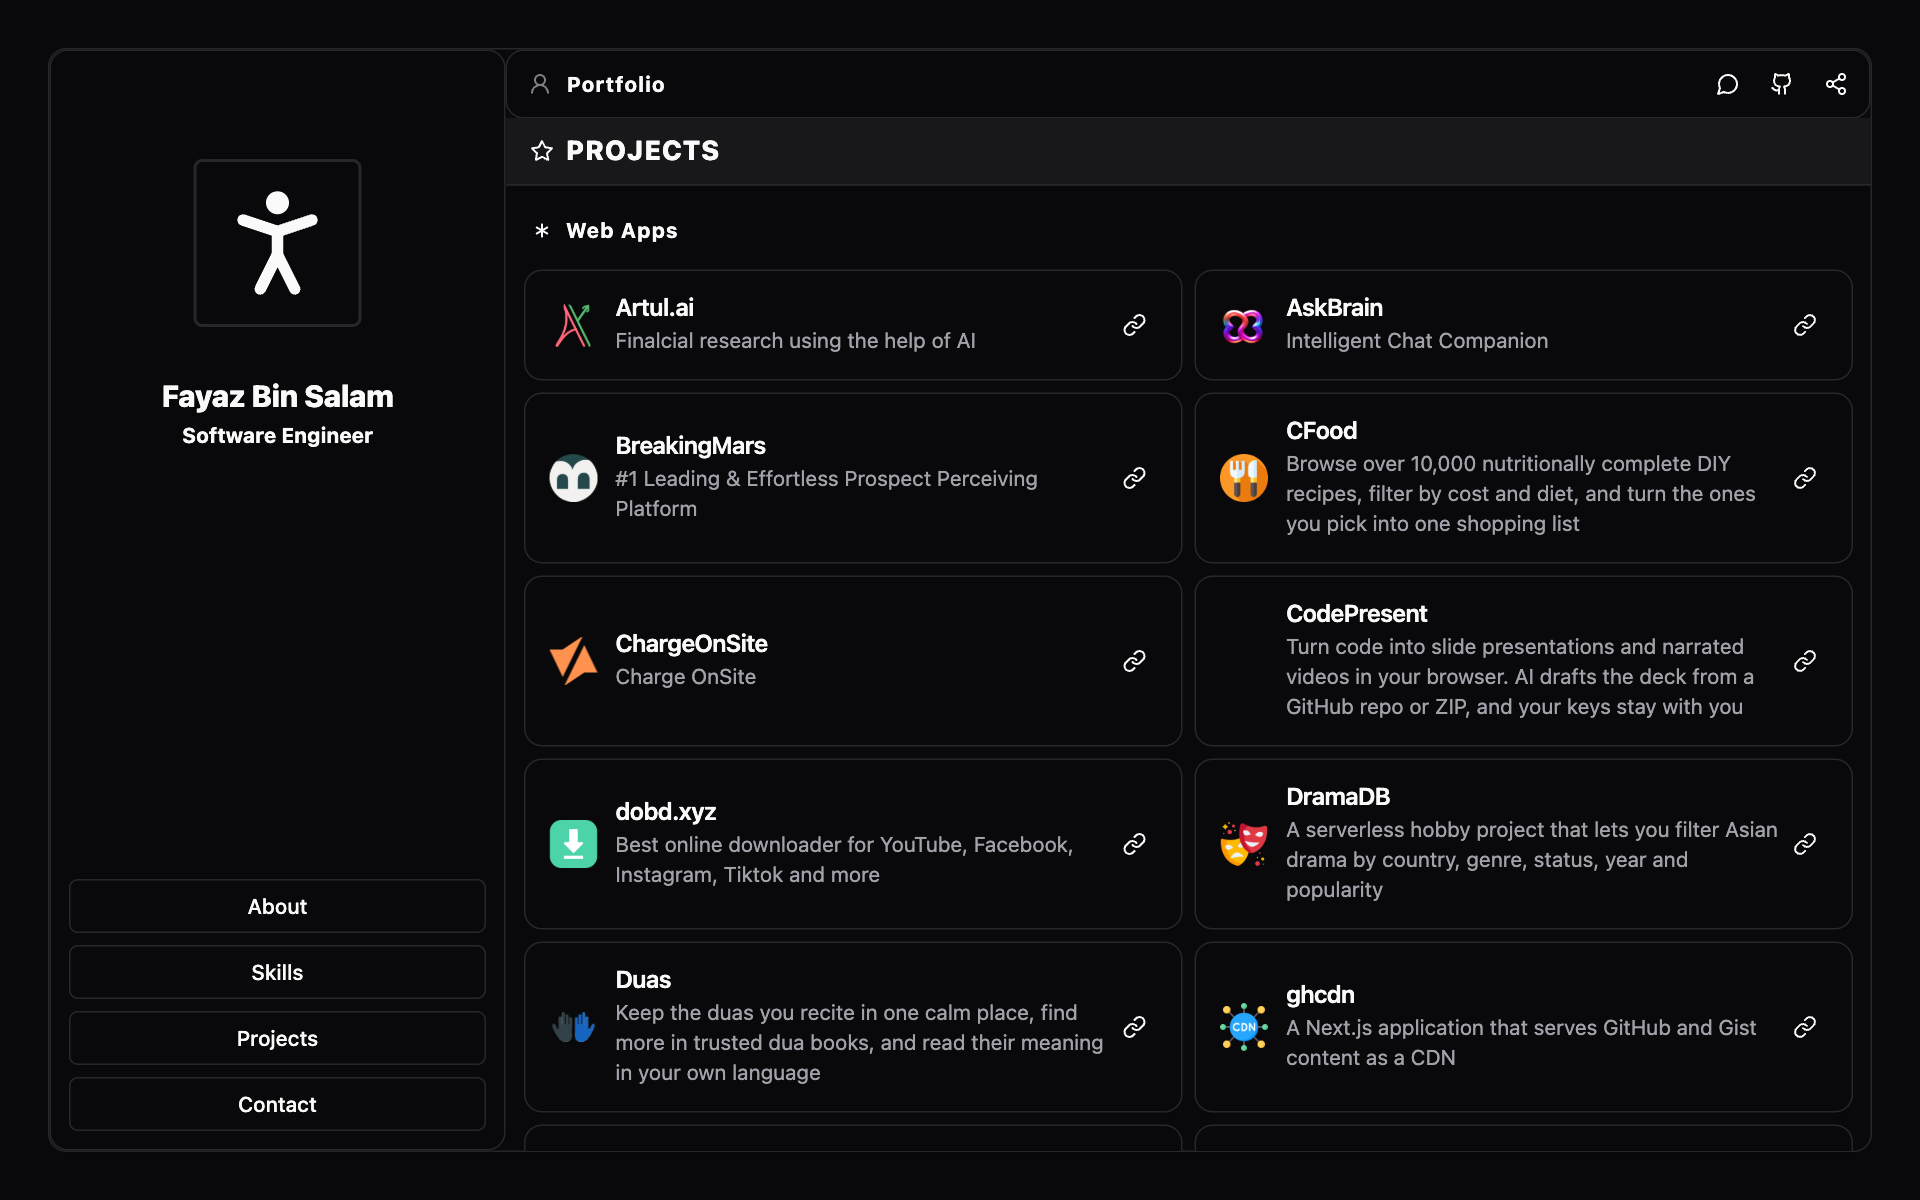 Fayaz Bin Salam
Software Engineer
About
Skills
Projects
Contact
Portfolio
PROJECTS
Web Apps
Artul.ai
Finalcial research using the help of AI
AskBrain
Intelligent Chat Companion
BreakingMars
#1 Leading & Effortless Prospect Perceiving
Platform
CFood
Browse over 10,000 nutritionally complete DIY
recipes, filter by cost and diet, and turn the ones
you pick into one shopping list
ChargeOnSite
Charge OnSite
CodePresent
Turn code into slide presentations and narrated
videos in your browser. AI drafts the deck from a
GitHub repo or ZIP, and your keys stay with you
dobd.xyz
Best online downloader for YouTube, Facebook,
Instagram, Tiktok and more
DramaDB
A serverless hobby project that lets you filter Asian
drama by country, genre, status, year and
popularity
Duas
Keep the duas you recite in one calm place, find
more in trusted dua books, and read their meaning
in your own language
CDN
ghcdn
A Next.js application that serves GitHub and Gist
content as a CDN